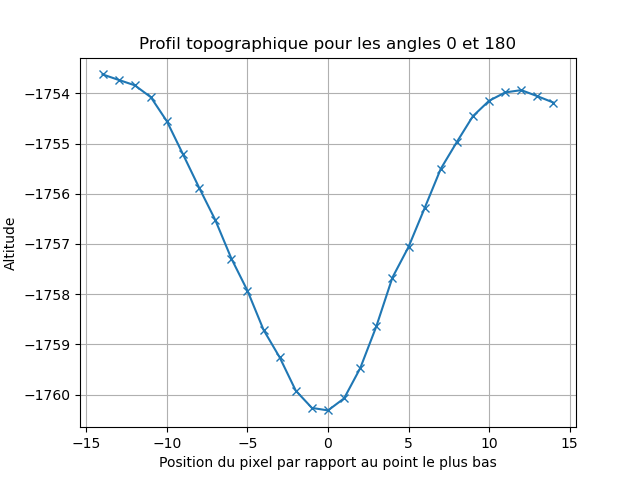 Profil topographique pour les angles 0 et 180
Altitude
−1754
−1755
−1756
−1757
−1758
−1759
−1760
−15 −10 −5 0 5 10 15
Position du pixel par rapport au point le plus bas